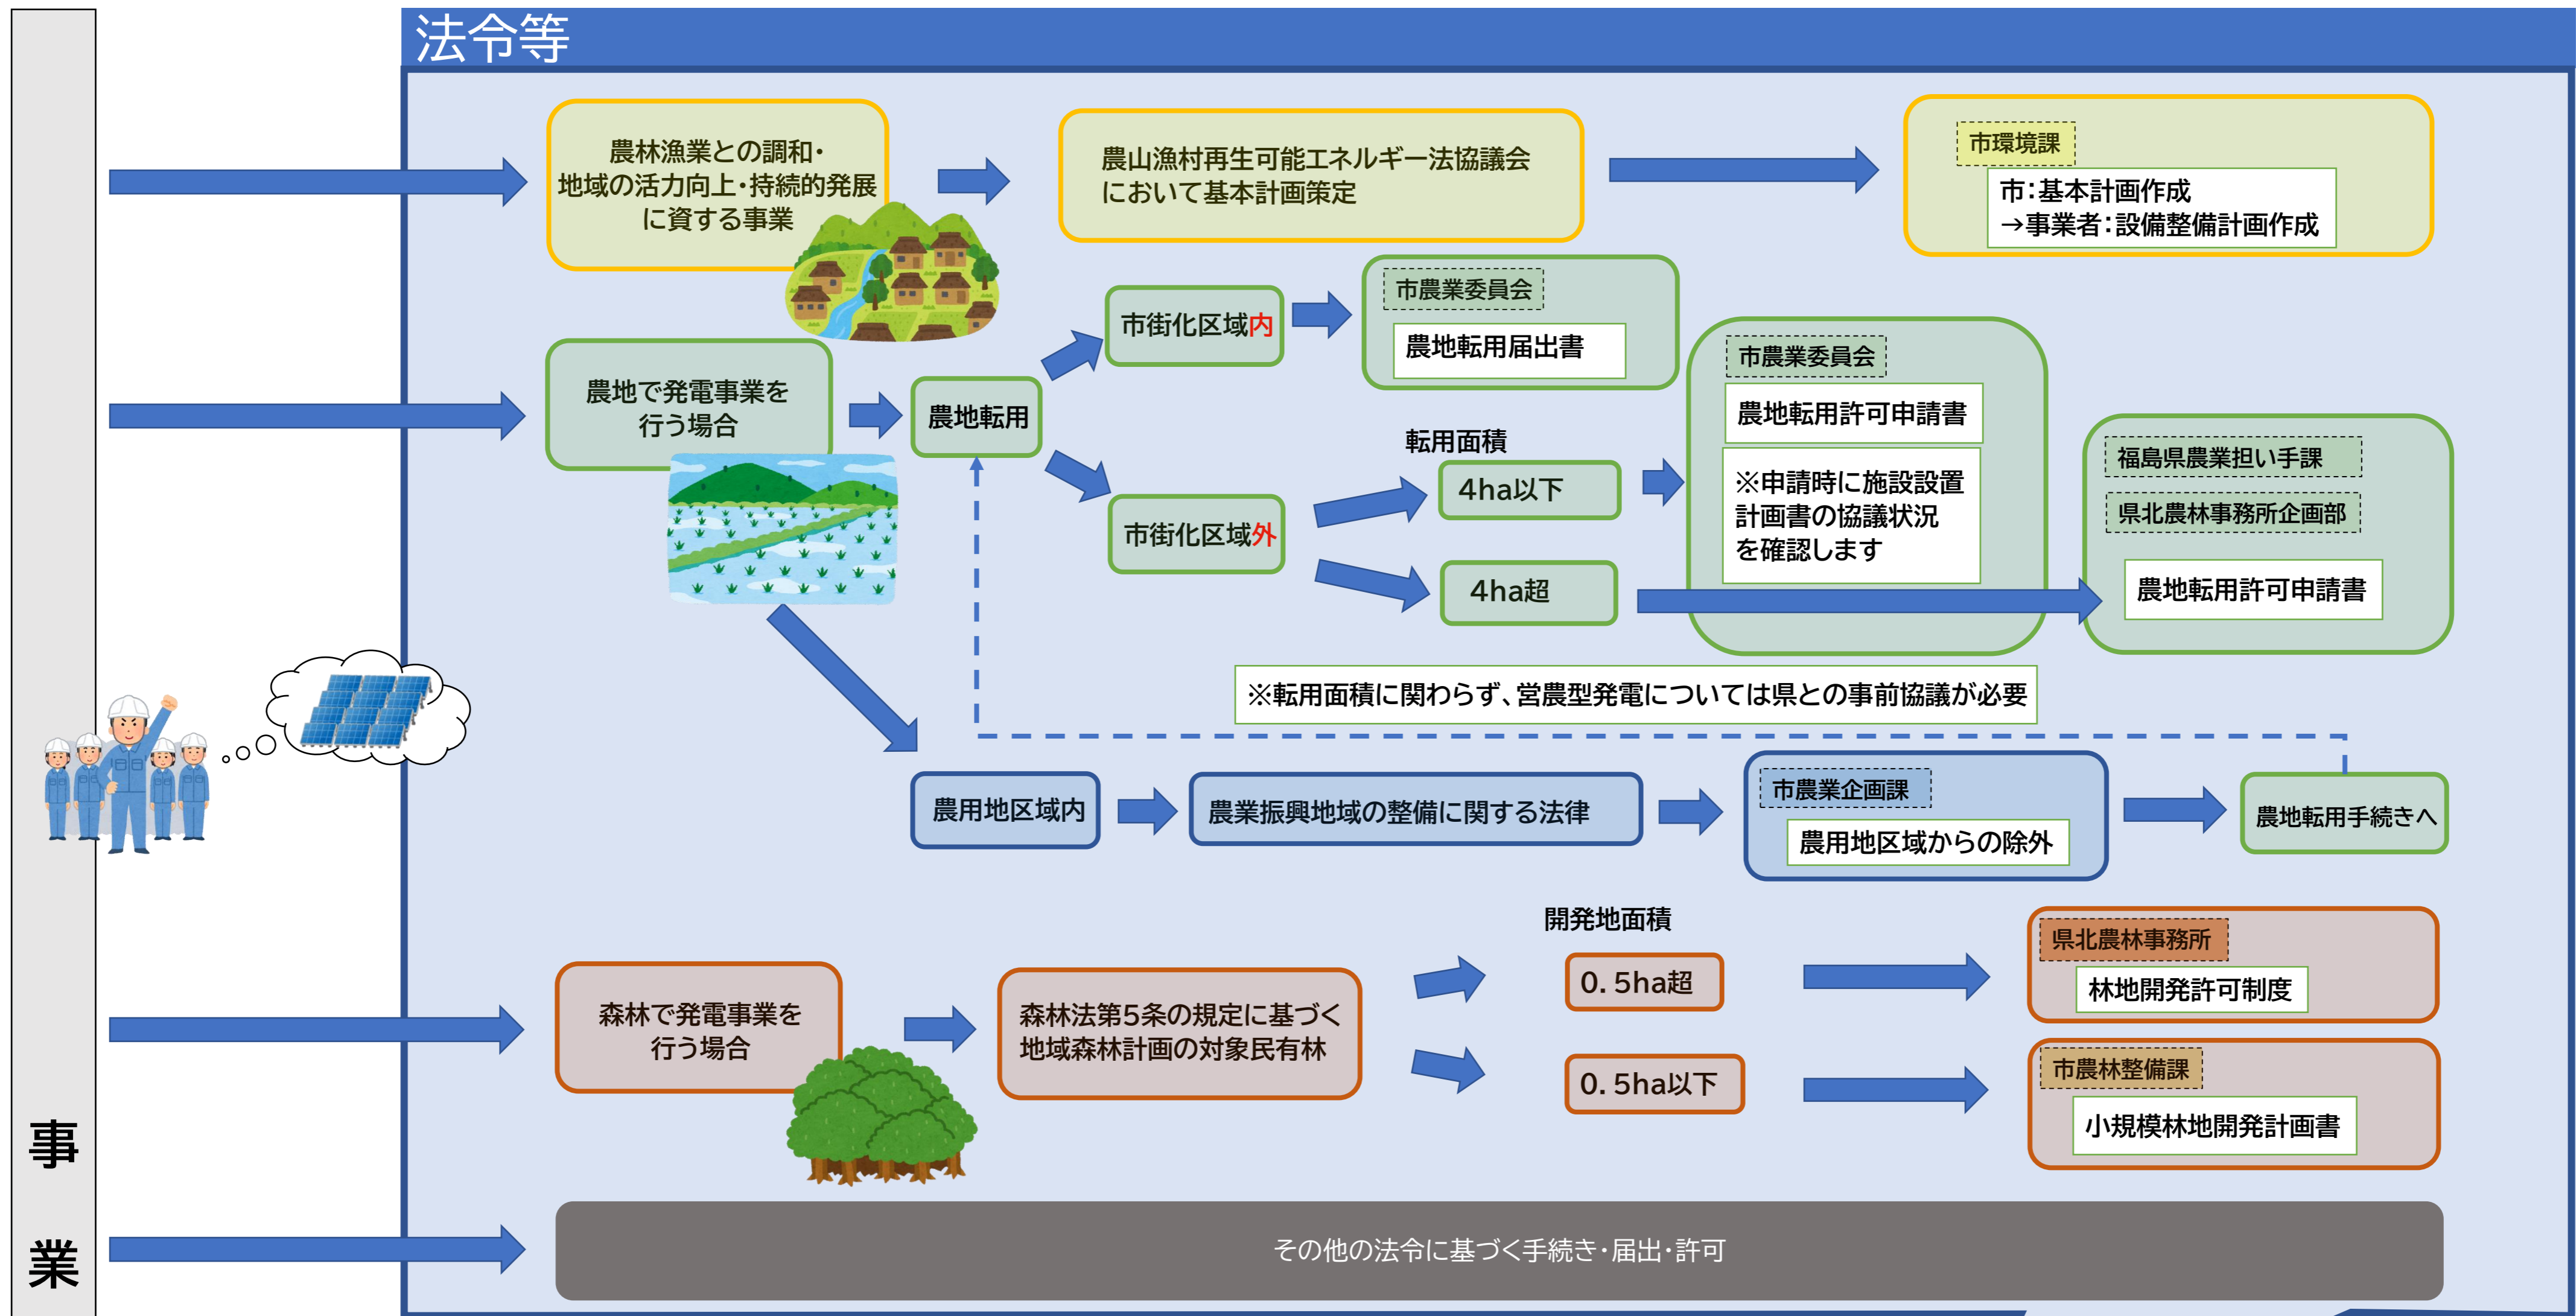 法令等
農林漁業との調和・
地域の活力向上・持続的発展
に資する事業
農山漁村再生可能エネルギー法協議会
において基本計画策定
市環境課
市：基本計画作成
→事業者：設備整備計画作成
農地で発電事業を
行う場合
農地転用
市街化区域内
市農業委員会
農地転用届出書
市街化区域外
転用面積
4ha以下
4ha超
市農業委員会
農地転用許可申請書
※申請時に施設設置
計画書の協議状況
を確認します
福島県農業担い手課
県北農林事務所企画部
農地転用許可申請書
※転用面積に関わらず、営農型発電については県との事前協議が必要
農用地区域内
農業振興地域の整備に関する法律
市農業企画課
農用地区域からの除外
農地転用手続きへ
森林で発電事業を
行う場合
森林法第5条の規定に基づく
地域森林計画の対象民有林
開発地面積
0.5ha超
0.5ha以下
県北農林事務所
林地開発許可制度
市農林整備課
小規模林地開発計画書
その他の法令に基づく手続き・届出・許可
事
業